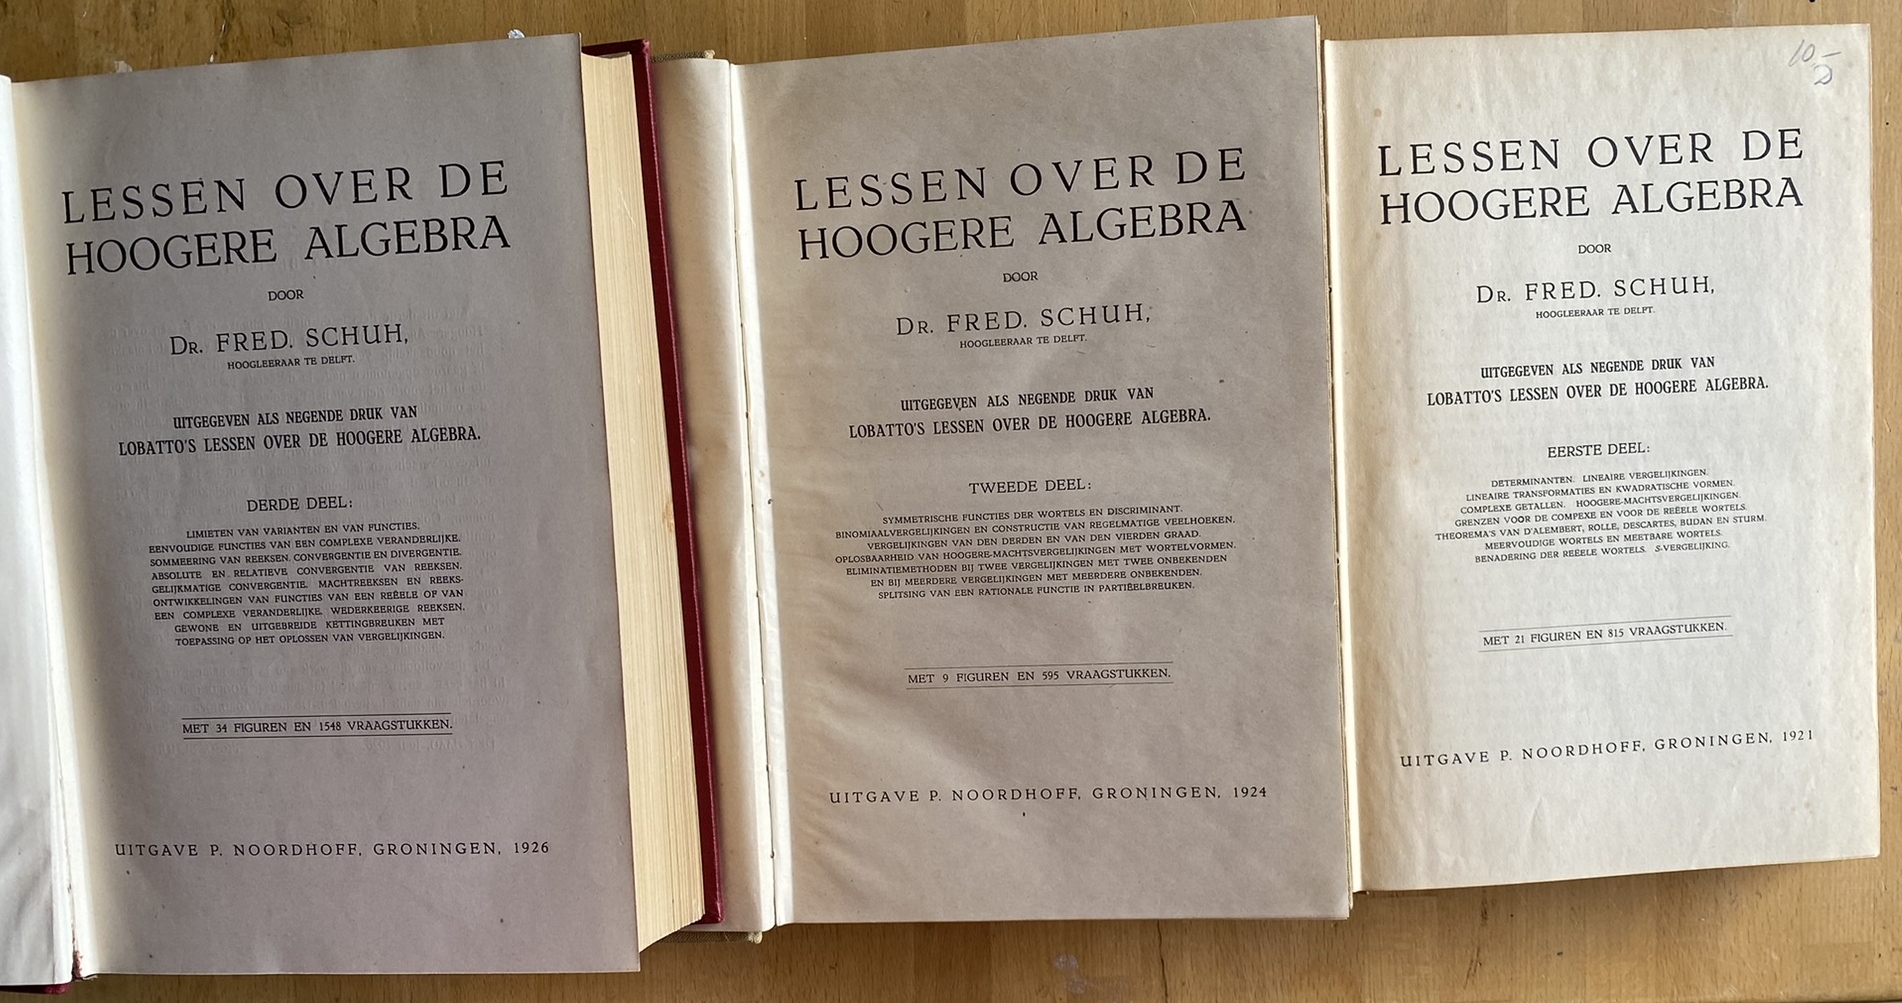 LESSEN OVER DE
HOOGERE ALGEBRA
DOOR
DR. FRED. SCHUH,
HOOGLEERAAR TE DELFT.
UITGEGEVEN ALS NEGENDE DRUK VAN
LOBATTO'S LESSEN OVER DE HOOGERE ALGEBRA.
DERDE DEEL:
LIMIETEN VAN VARIANTEN EN VAN FUNCTIES.
EENVOUDIGE FUNCTIES VAN EEN COMPLEXE VERANDERLIJKE.
SOMMEERING VAN REEKSEN. CONVERGENTIE EN DIVERGENTIE.
ABSOLUTE EN RELATIEVE CONVERGENTIE VAN REEKSEN.
GELIJKMATIGE CONVERGENTIE. MACHTREEKSEN EN REEKS-
ONTWIKKELINGEN VAN FUNCTIES VAN EEN REËELE OF VAN
EEN COMPLEXE VERANDERLIJKE. WEDERKEERIGE REEKSEN.
GEWONE EN UITGEBREIDE KETTINGBREUKEN MET
TOEPASSING OP HET OPLOSSEN VAN VERGELIJKINGEN.
MET 34 FIGUREN EN 1548 VRAAGSTUKKEN.
UITGAVE P. NOORDHOFF, GRONINGEN, 1926
LESSEN OVER DE
HOOGERE ALGEBRA
DOOR
DR. FRED. SCHUH,
HOOGLEERAAR TE DELFT.
UITGEGEVEN ALS NEGENDE DRUK VAN
LOBATTO'S LESSEN OVER DE HOOGERE ALGEBRA.
TWEEDE DEEL:
SYMMETRISCHE FUNCTIES DER WORTELS EN DISCRIMINANT.
BINOMIAALVERGELIJKINGEN EN CONSTRUCTIE VAN REGELMATIGE VEELHOEKEN.
VERGELIJKINGEN VAN DEN DERDEN EN VAN DEN VIERDEN GRAAD.
OPLOSBAARHEID VAN HOOGERE-MACHTSVERGELIJKINGEN MET WORTELVORMEN.
ELIMINATIEMETHODEN BIJ TWEE VERGELIJKINGEN MET TWEE ONBEKENDEN
EN BIJ MEERDERE VERGELIJKINGEN MET MEERDERE ONBEKENDEN.
SPLITSING VAN EEN RATIONALE FUNCTIE IN PARTIËELBREUKEN.
MET 9 FIGUREN EN 595 VRAAGSTUKKEN.
UITGAVE P. NOORDHOFF, GRONINGEN, 1924
10-
LESSEN OVER DE
HOOGERE ALGEBRA
DOOR
DR. FRED. SCHUH,
HOOGLEERAAR TE DELFT.
UITGEGEVEN ALS NEGENDE DRUK VAN
LOBATTO'S LESSEN OVER DE HOOGERE ALGEBRA.
EERSTE DEEL:
DETERMINANTEN. LINEAIRE VERGELIJKINGEN.
LINEAIRE TRANSFORMATIES EN KWADRATISCHE VORMEN.
COMPLEXE GETALLEN. HOOGERE-MACHTSVERGELIJKINGEN.
GRENZEN VOOR DE COMPEXE EN VOOR DE REËELE WORTELS.
THEOREMA'S VAN D'ALEMBERT, ROLLE, DESCARTES, BUDAN EN STURM.
MEERVOUDIGE WORTELS EN MEETBARE WORTELS.
BENADERING DER REËELE WORTELS. S-VERGELIJKING.
MET 21 FIGUREN EN 815 VRAAGSTUKKEN.
UITGAVE P. NOORDHOFF, GRONINGEN, 1921